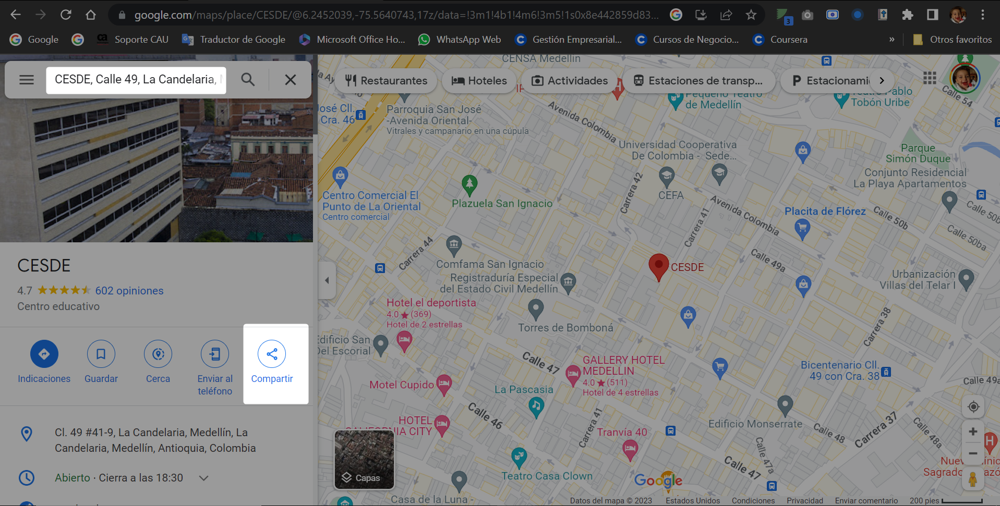 google.com/maps/place/CESDE/@6.2452039,-75.5640743,17z/data=!3m1!4b1!4m6!3m5!1s0x8e442859d83...
3
Google
Soporte CAU
Traductor de Google
Microsoft Office Ho...
WhatsApp Web
Gestión Empresarial...
Cursos de Negocio...
Coursera
»
Otros favoritos
CESDE, Calle 49, La Candelaria,
CESDE
4.7
602 opiniones
Centro educativo
Indicaciones
Guardar
Cerca
Enviar al
teléfono
Compartir
Cl. 49 #41-9, La Candelaria, Medellín, La
Candelaria, Medellín, Antioquia, Colombia
Abierto · Cierra a las 18:30
CENSA Medellin
Restaurantes
Hoteles
Actividades
Estaciones de transp...
Estacionami
José Cll.
Cra. 46
Parroquia San José
-Avenida Oriental-
Vitrales y campanario en una cúpula
Avenida Colombia
Pequeño Teatro
de Medellín
Teatro Pablo
Tobón Uribe
Calle 54
Universidad Cooperativa
De Colombia - Sede...
Parque
Simón Duque
Conjunto Residencial
La Playa Apartamentos
Centro Comercial El
Punto de La Oriental
Centro comercial
Plazuela San Ignacio
Carrera 42
CEFA
Avenida Colombia
Carrera 41
Placita de Flórez
Calle 50b
Calle 50b
Calle 50ba
Carrera 44
Comfama San Ignacio
Registraduría Especial
del Estado Civil Medellín
CESDE
Calle 49a
Urbanización
Villas del Telar I
Hotel el deportista
4.0 ★ (369)
Hotel de 2 estrellas
Torres de Bomboná
Carrera 38
Edificio San
Del Escorial
Calle 47
GALLERY HOTEL
MEDELLIN
4.0 ★ (511)
Hotel de 4 estrellas
Bicentenario Cll.
49 con Cra. 38
Calle 49a
Motel Cupido
La Pascasia
Calle 46
HOTEL
CALIFORNIA CITY
Carrera 41
Tranvía 40
Edificio Monserrate
Calle 48
Carrera 37
Calle 48a
Calle 47a
Calle 47
Capas
Teatro Casa Clown
Google
Casa de la Luna -
Datos del mapa © 2023
Estados Unidos
Condiciones
Privacidad
Enviar comentario
200 pies